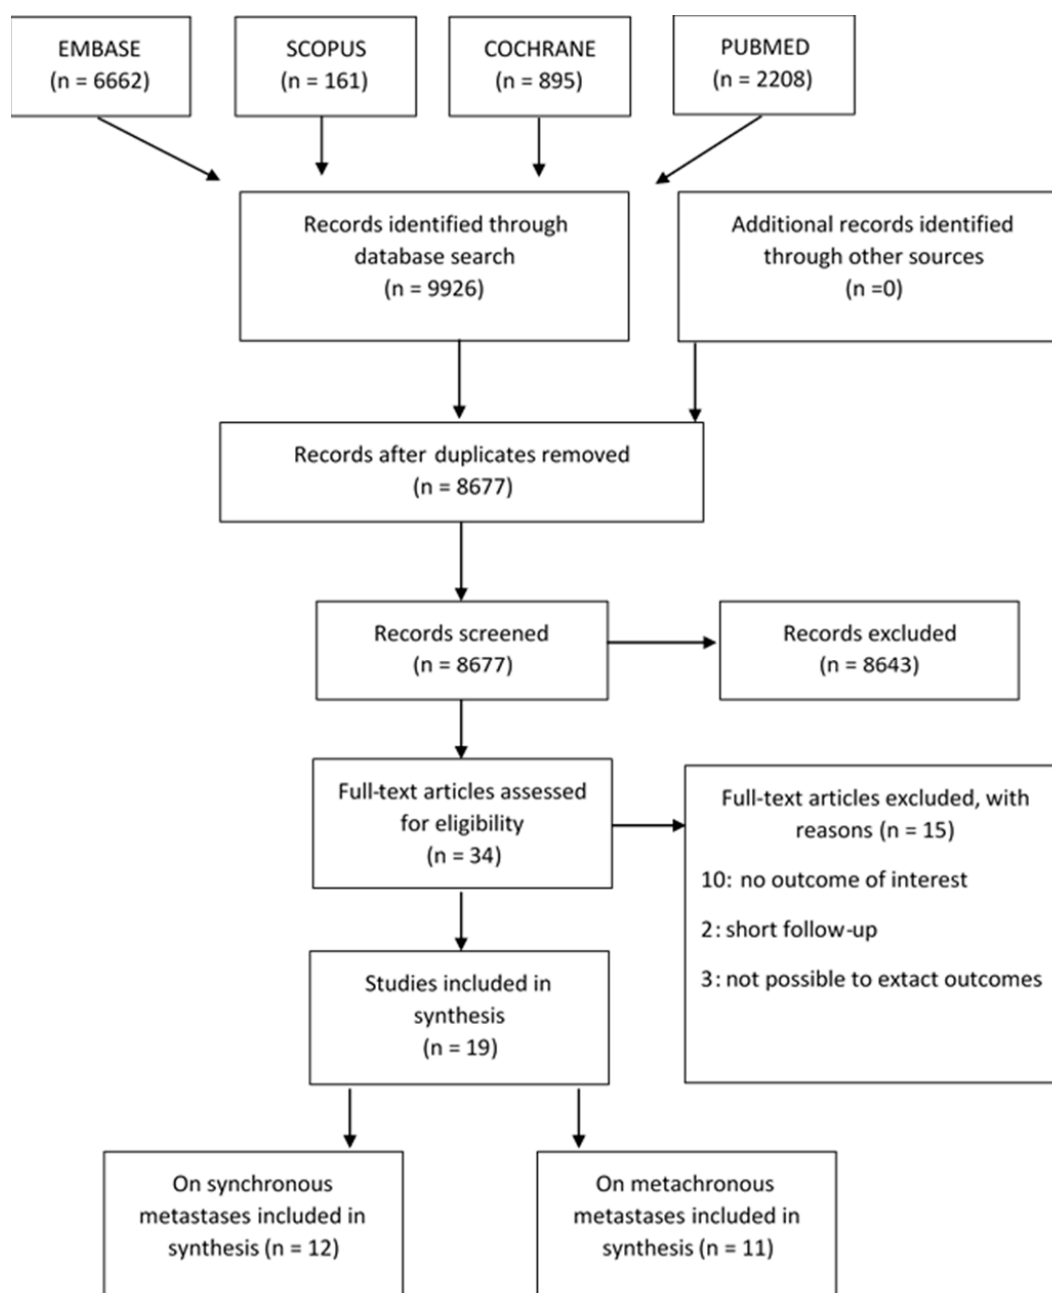 EMBASE
(n = 6662)
SCOPUS
(n = 161)
COCHRANE
(n = 895)
PUBMED
(n = 2208)
Records identified through
database search
(n = 9926)
Additional records identified
through other sources
(n =0)
Records after duplicates removed
(n = 8677)
Records screened
(n = 8677)
Records excluded
(n = 8643)
Full-text articles assessed
for eligibility
(n = 34)
Full-text articles excluded, with
reasons (n = 15)
10: no outcome of interest
2: short follow-up
3: not possible to extact outcomes
Studies included in
synthesis
(n = 19)
On synchronous
metastases included in
synthesis (n = 12)
On metachronous
metastases included in
synthesis (n = 11)